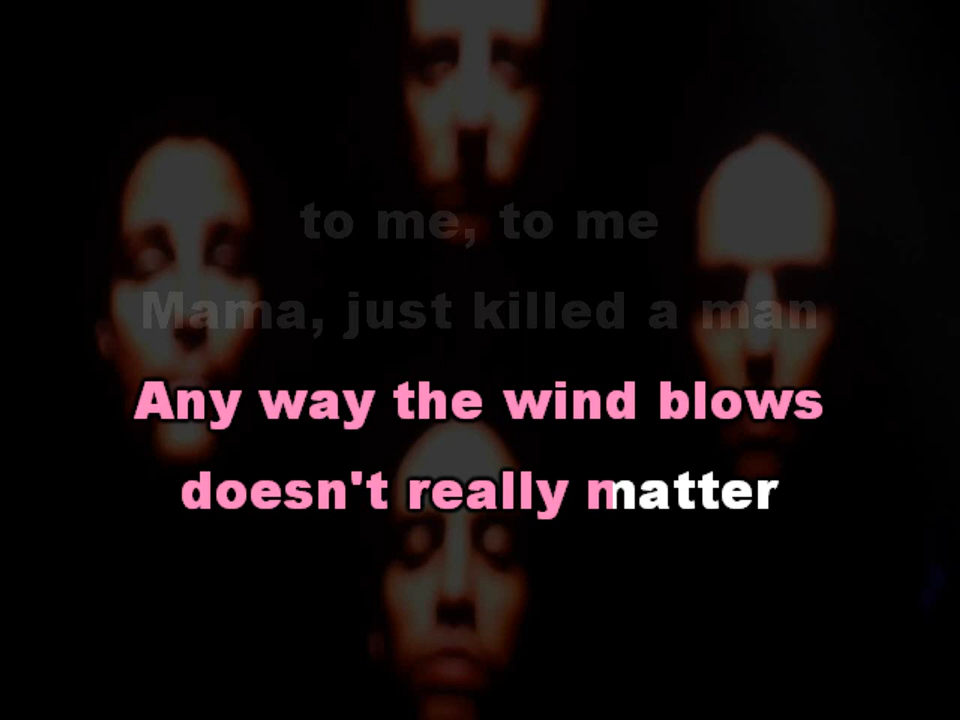 to me, to me
Mama, just killed a man
Any way the wind blows
doesn't really matter